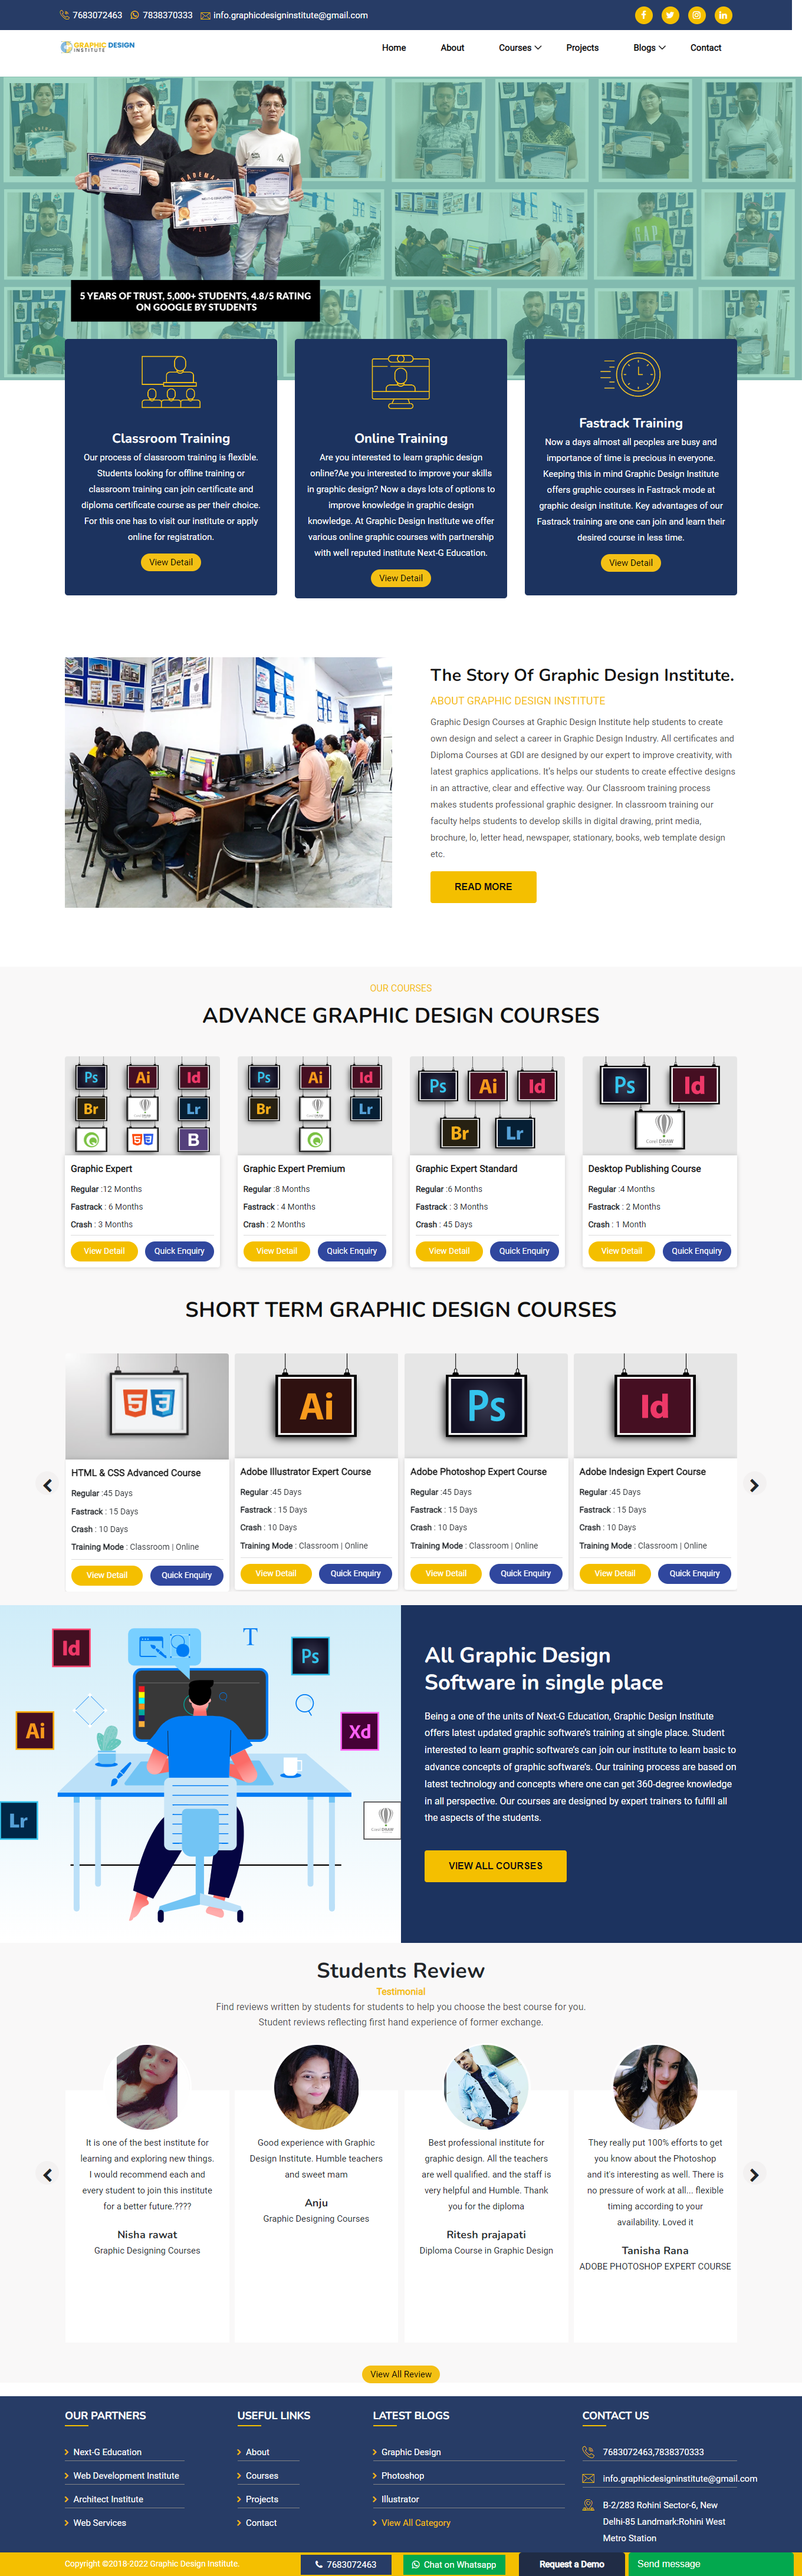 7683072463 7838370333 info.graphicdesigninstitute@gmail.com
GRAPHIC DESIGN
INSTITUTE
Home About Courses Projects Blogs Contact
5 YEARS OF TRUST, 5,000+ STUDENTS, 4.8/5 RATING
ON GOOGLE BY STUDENTS
Classroom Training
Our process of classroom training is flexible.
Students looking for offline training or
classroom training can join certificate and
diploma certificate course as per their choice.
For this one has to visit our institute or apply
online for registration.
View Detail
Online Training
Are you interested to learn graphic design
online?Ae you interested to improve your skills
in graphic design? Now a days lots of options to
improve knowledge in graphic design
knowledge. At Graphic Design Institute we offer
various online graphic courses with partnership
with well reputed institute Next-G Education.
View Detail
Fastrack Training
Now a days almost all peoples are busy and
importance of time is precious in everyone.
Keeping this in mind Graphic Design Institute
offers graphic courses in Fastrack mode at
graphic design institute. Key advantages of our
Fastrack training are one can join and learn their
desired course in less time.
View Detail
The Story Of Graphic Design Institute.
ABOUT GRAPHIC DESIGN INSTITUTE
Graphic Design Courses at Graphic Design Institute help students to create
own design and select a career in Graphic Design Industry. All certificates and
Diploma Courses at GDI are designed by our expert to improve creativity, with
latest graphics applications. It's helps our students to create effective designs
in an attractive, clear and effective way. Our Classroom training process
makes students professional graphic designer. In classroom training our
faculty helps students to develop skills in digital drawing, print media,
brochure, lo, letter head, newspaper, stationary, books, web template design
etc.
READ MORE
OUR COURSES
ADVANCE GRAPHIC DESIGN COURSES
Ps Ai Id
Br Lr
B
Graphic Expert
Regular :12 Months
Fastrack : 6 Months
Crash : 3 Months
View Detail Quick Enquiry
Ps Ai Id
Br Lr
Graphic Expert Premium
Regular :8 Months
Fastrack : 4 Months
Crash : 2 Months
View Detail Quick Enquiry
Ps Ai Id
Br Lr
Graphic Expert Standard
Regular :6 Months
Fastrack : 3 Months
Crash : 45 Days
View Detail Quick Enquiry
Ps Id
Corel DRAW
Desktop Publishing Course
Regular :4 Months
Fastrack : 2 Months
Crash : 1 Month
View Detail Quick Enquiry
SHORT TERM GRAPHIC DESIGN COURSES
5 3
HTML & CSS Advanced Course
Regular :45 Days
Fastrack : 15 Days
Crash : 10 Days
Training Mode : Classroom | Online
View Detail Quick Enquiry
Ai
Adobe Illustrator Expert Course
Regular :45 Days
Fastrack : 15 Days
Crash : 10 Days
Training Mode : Classroom | Online
View Detail Quick Enquiry
Ps
Adobe Photoshop Expert Course
Regular :45 Days
Fastrack : 15 Days
Crash : 10 Days
Training Mode : Classroom | Online
View Detail Quick Enquiry
Id
Adobe Indesign Expert Course
Regular :45 Days
Fastrack : 15 Days
Crash : 10 Days
Training Mode : Classroom | Online
View Detail Quick Enquiry
Id T Ps
Ai Xd
Lr
Corel DRAW
All Graphic Design
Software in single place
Being a one of the units of Next-G Education, Graphic Design Institute
offers latest updated graphic software's training at single place. Student
interested to learn graphic software's can join our institute to learn basic to
advance concepts of graphic software's. Our training process are based on
latest technology and concepts where one can get 360-degree knowledge
in all perspective. Our courses are designed by expert trainers to fulfill all
the aspects of the students.
VIEW ALL COURSES
Students Review
Testimonial
Find reviews written by students for students to help you choose the best course for you.
Student reviews reflecting first hand experience of former exchange.
It is one of the best institute for
learning and exploring new things.
I would recommend each and
every student to join this institute
for a better future.????
Nisha rawat
Graphic Designing Courses
Good experience with Graphic
Design Institute. Humble teachers
and sweet mam
Anju
Graphic Designing Courses
Best professional institute for
graphic design. All the teachers
are well qualified. and the staff is
very helpful and Humble. Thank
you for the diploma
Ritesh prajapati
Diploma Course in Graphic Design
They really put 100% efforts to get
you know about the Photoshop
and it's interesting as well. There is
no pressure of work at all... flexible
timing according to your
availability. Loved it
Tanisha Rana
ADOBE PHOTOSHOP EXPERT COURSE
View All Review
OUR PARTNERS
Next-G Education
Web Development Institute
Architect Institute
Web Services
USEFUL LINKS
About
Courses
Projects
Contact
LATEST BLOGS
Graphic Design
Photoshop
Illustrator
View All Category
CONTACT US
7683072463,7838370333
info.graphicdesigninstitute@gmail.com
B-2/283 Rohini Sector-6, New
Delhi-85 Landmark:Rohini West
Metro Station
Copyright ©2018-2022 Graphic Design Institute.
7683072463
Chat on Whatsapp
Request a Demo
Send message